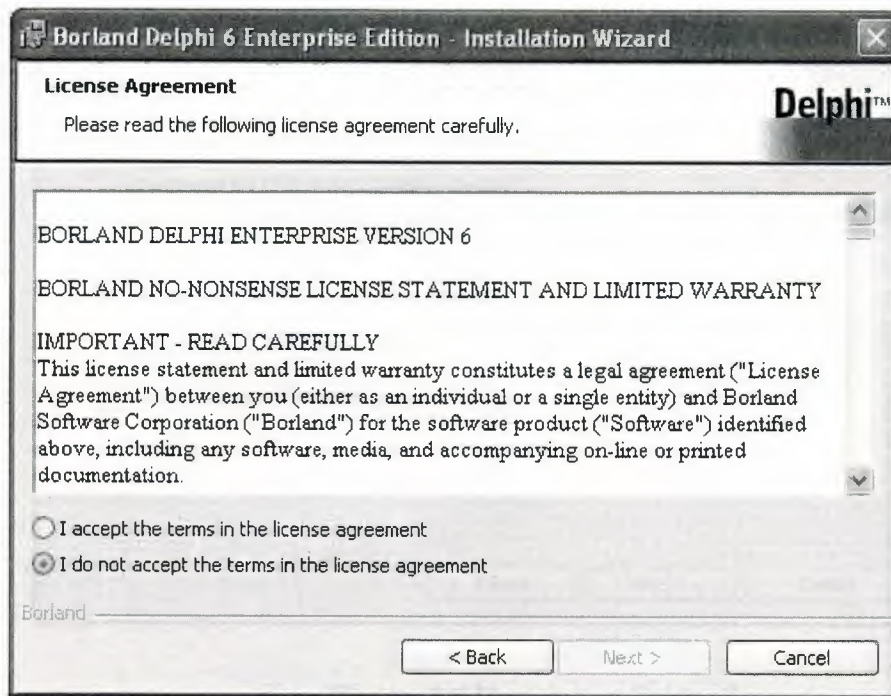 Borland Delphi 6 Enterprise Edition - Installation Wizard
License Agreement
Please read the following license agreement carefully.
Delphi™
BORLAND DELPHI ENTERPRISE VERSION 6
BORLAND NO-NONSENSE LICENSE STATEMENT AND LIMITED WARRANTY
IMPORTANT - READ CAREFULLY
This license statement and limited warranty constitutes a legal agreement ("License
Agreement") between you (either as an individual or a single entity) and Borland
Software Corporation ("Borland") for the software product ("Software") identified
above, including any software, media, and accompanying on-line or printed
documentation.
I accept the terms in the license agreement
I do not accept the terms in the license agreement
Borland
< Back
Next >
Cancel